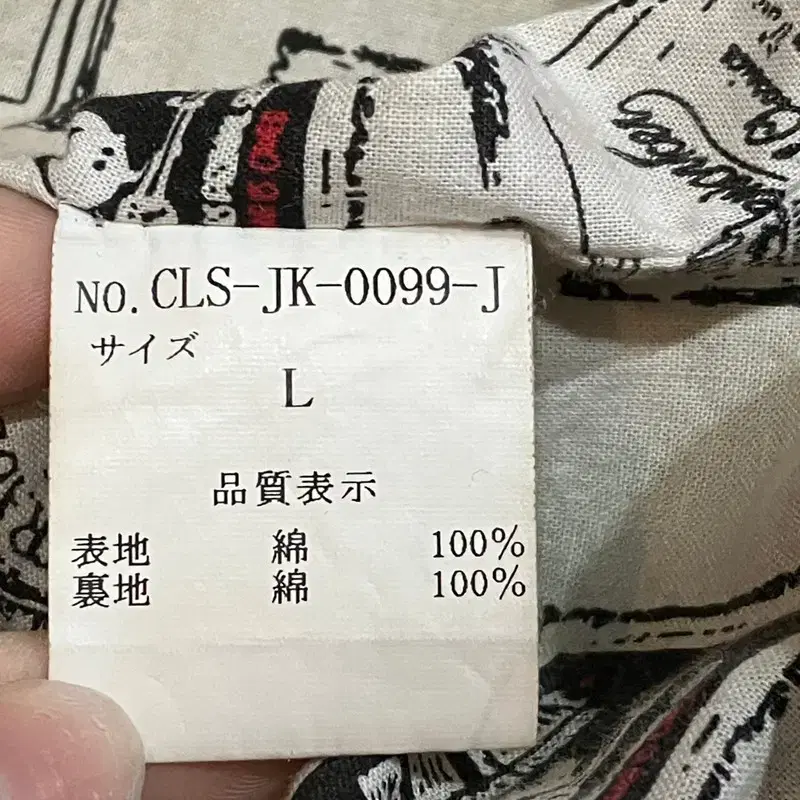 NO. CLS-JK-0099-J
サイズ
L
品質表示
表地 綿 100%
裏地 綿 100%